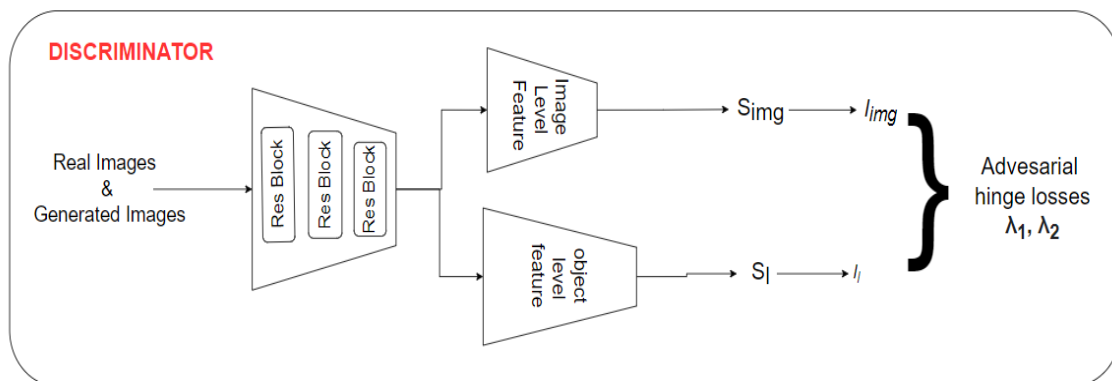 DISCRIMINATOR
Real Images
&
Generated Images
Res Block
Res Block
Res Block
Image
Level
Feature
object
level
feature
Simg
limg
Sl
ll
Advesarial
hinge losses
λ1, λ2